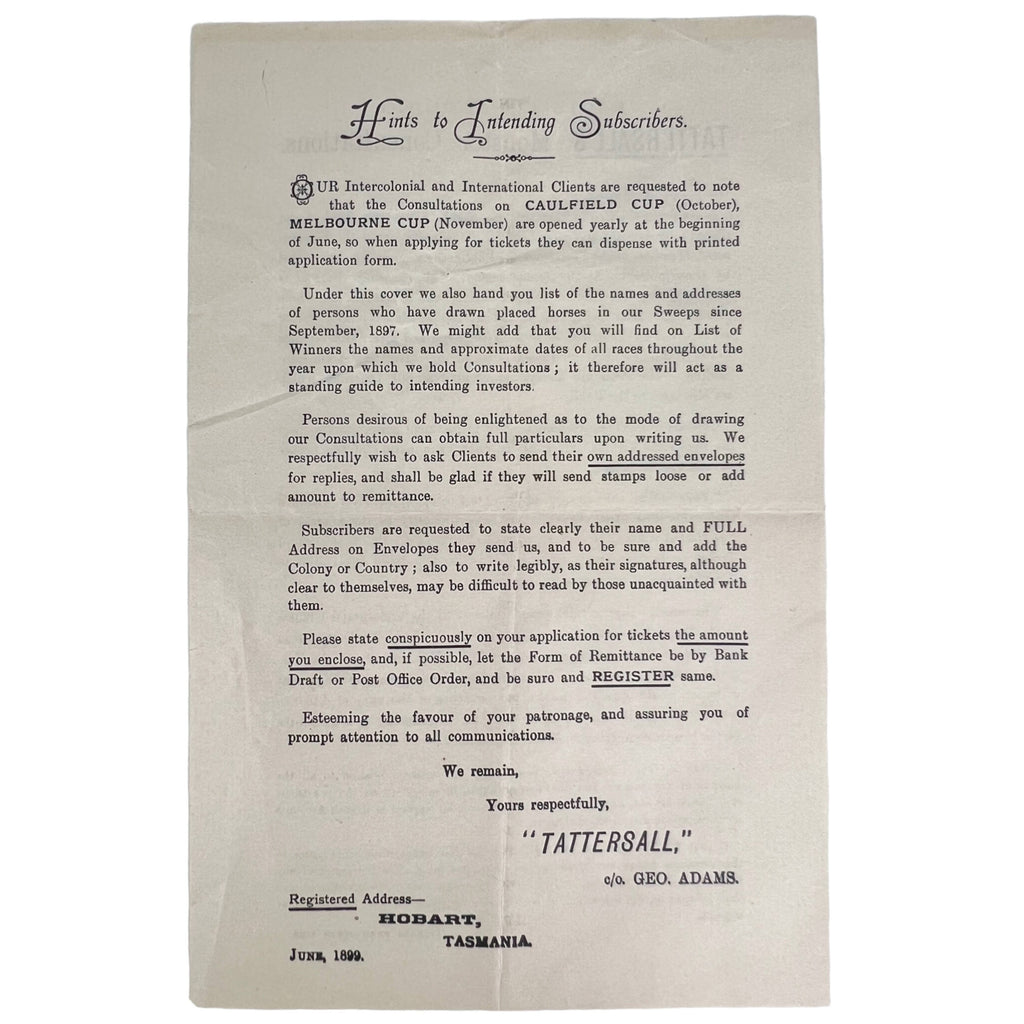 Hints to Intending Subscribers.
OUR Intercolonial and International Clients are requested to note
that the Consultations on CAULFIELD CUP (October),
MELBOURNE CUP (November) are opened yearly at the beginning
of June, so when applying for tickets they can dispense with printed
application form.
Under this cover we also hand you list of the names and addresses
of persons who have drawn placed horses in our Sweeps since
September, 1897. We might add that you will find on List of
Winners the names and approximate dates of all races throughout the
year upon which we hold Consultations; it therefore will act as a
standing guide to intending investors.
Persons desirous of being enlightened as to the mode of drawing
our Consultations can obtain full particulars upon writing us. We
respectfully wish to ask Clients to send their own addressed envelopes
for replies, and shall be glad if they will send stamps loose or add
amount to remittance.
Subscribers are requested to state clearly their name and FULL
Address on Envelopes they send us, and to be sure and add the
Colony or Country; also to write legibly, as their signatures, although
clear to themselves, may be difficult to read by those unacquainted with
them.
Please state conspicuously on your application for tickets the amount
you enclose, and, if possible, let the Form of Remittance be by Bank
Draft or Post Office Order, and be sure and REGISTER same.
Esteeming the favour of your patronage, and assuring you of
prompt attention to all communications.
We remain,
Yours respectfully,
"TATTERSALL,"
c/o. GEO. ADAMS.
Registered Address—
HOBART,
TASMANIA.
JUNE, 1899.